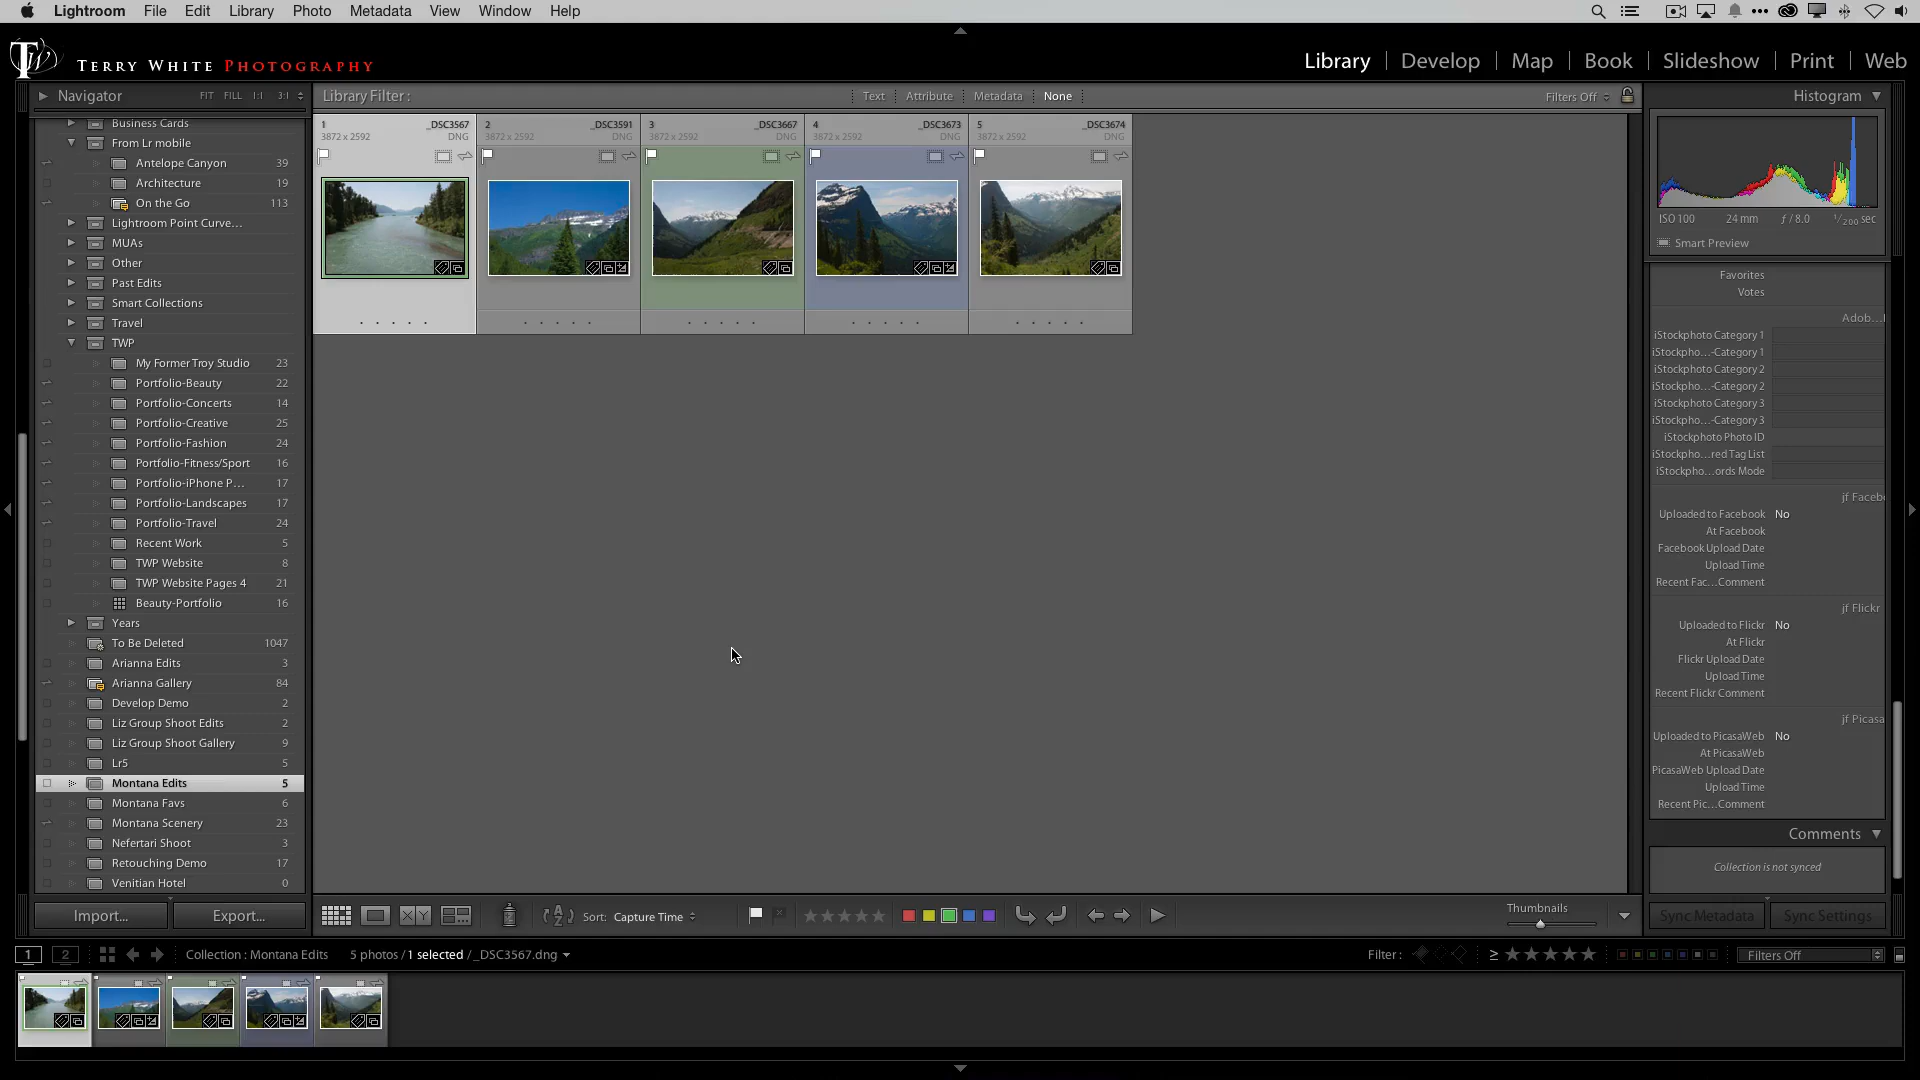 Lightroom File Edit Library Photo Metadata View Window Help
TW TERRY WHITE PHOTOGRAPHY
Library | Develop | Map | Book | Slideshow | Print | Web
Navigator FIT FILL 1:1 3:1
Library Filter : Text Attribute Metadata None Filters Off
Histogram
Business Cards
From Lr mobile
Antelope Canyon 39
Architecture 19
On the Go 113
Lightroom Point Curve...
MUAs
Other
Past Edits
Smart Collections
Travel
TWP
My Former Troy Studio 23
Portfolio-Beauty 22
Portfolio-Concerts 14
Portfolio-Creative 25
Portfolio-Fashion 24
Portfolio-Fitness/Sport 16
Portfolio-iPhone P... 17
Portfolio-Landscapes 17
Portfolio-Travel 24
Recent Work 5
TWP Website 8
TWP Website Pages 4 21
Beauty-Portfolio 16
Years
To Be Deleted 1047
Arianna Edits 3
Arianna Gallery 84
Develop Demo 2
Liz Group Shoot Edits 2
Liz Group Shoot Gallery 9
Lr5 5
Montana Edits 5
Montana Favs 6
Montana Scenery 23
Nefertari Shoot 3
Retouching Demo 17
Venitian Hotel 0
Import... Export...
1 _DSC3567
3872 x 2592 DNG
2 _DSC3591
3872 x 2592 DNG
3 _DSC3667
3872 x 2592 DNG
4 _DSC3673
3872 x 2592 DNG
5 _DSC3674
3872 x 2592 DNG
ISO 100 24 mm ƒ / 8.0 1/200 sec
Smart Preview
Favorites
Votes
Adob...
iStockphoto Category 1
iStockpho...-Category 1
iStockphoto Category 2
iStockpho...-Category 2
iStockphoto Category 3
iStockpho...-Category 3
iStockphoto Photo ID
iStockpho...red Tag List
iStockpho...ords Mode
jf Faceb
Uploaded to Facebook No
At Facebook
Facebook Upload Date
Upload Time
Recent Fac...Comment
jf Flickr
Uploaded to Flickr No
At Flickr
Flickr Upload Date
Upload Time
Recent Flickr Comment
jf Picasa
Uploaded to PicasaWeb No
At PicasaWeb
PicasaWeb Upload Date
Upload Time
Recent Pic...Comment
Comments
Collection is not synced
Sync Metadata Sync Settings
X Y Sort: Capture Time Thumbnails
1 2 Collection : Montana Edits 5 photos / 1 selected / _DSC3567.dng Filter : ≥ Filters Off